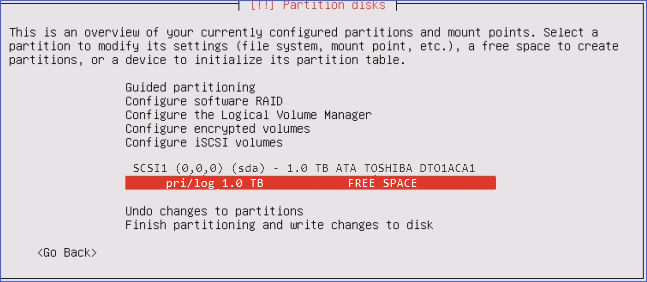 [!!] Partition disks
This is an overview of your currently configured partitions and mount points. Select a
partition to modify its settings (file system, mount point, etc.), a free space to create
partitions, or a device to initialize its partition table.
Guided partitioning
Configure software RAID
Configure the Logical Volume Manager
Configure encrypted volumes
Configure iSCSI volumes
SCSI1 (0,0,0) (sda) - 1.0 TB ATA TOSHIBA DT01ACA1
pri/log 1.0 TB FREE SPACE
Undo changes to partitions
Finish partitioning and write changes to disk
<Go Back>